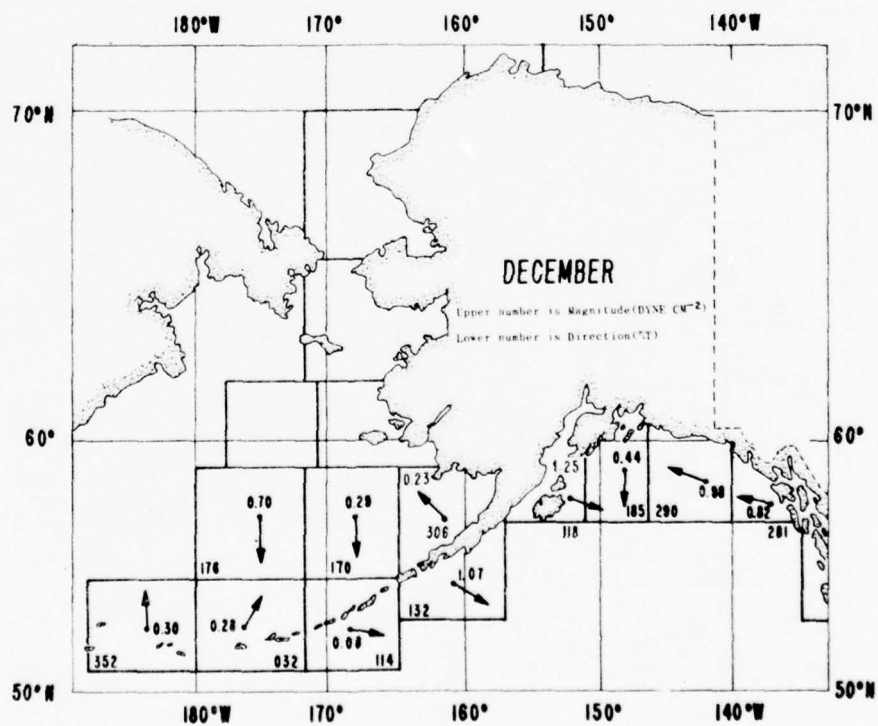 180°W 170° 160° 150° 140°W
70°N 70°N
DECEMBER
Upper number is Magnitude(DYNE CM⁻²)
Lower number is Direction(°T)
60°N 60°N
0.70 0.29 0.23 1.25 0.44 0.98 0.82
176 170 306 118 185 290 281
0.30 0.28 0.08 1.07
352 032 114 132
50°N 50°N
180°W 170° 160° 150° 140°W